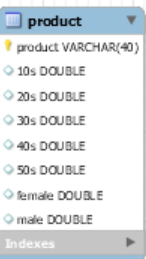 product
product VARCHAR(40)
10s DOUBLE
20s DOUBLE
30s DOUBLE
40s DOUBLE
50s DOUBLE
female DOUBLE
male DOUBLE
Indexes